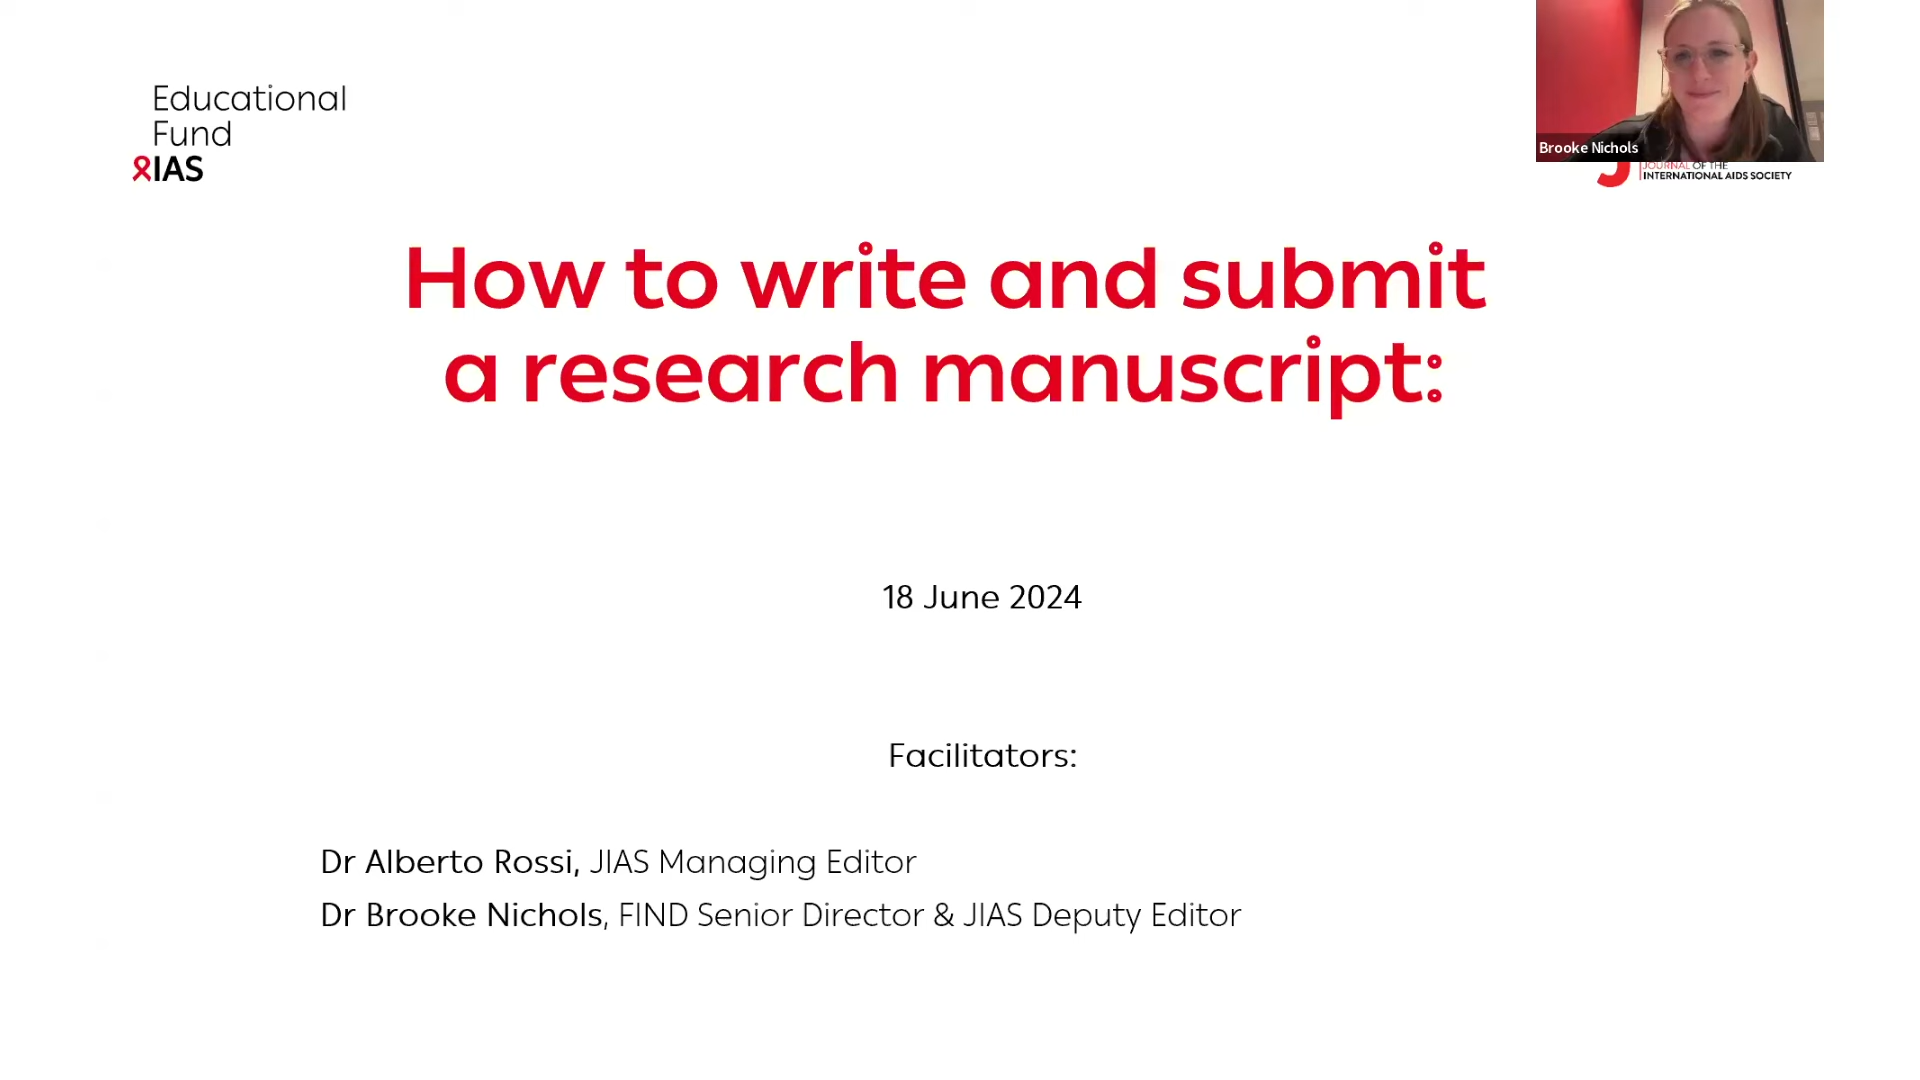 Educational
Fund
IAS
Brooke Nichols
JOURNAL OF THE
INTERNATIONAL AIDS SOCIETY
How to write and submit
a research manuscript:
18 June 2024
Facilitators:
Dr Alberto Rossi, JIAS Managing Editor
Dr Brooke Nichols, FIND Senior Director & JIAS Deputy Editor